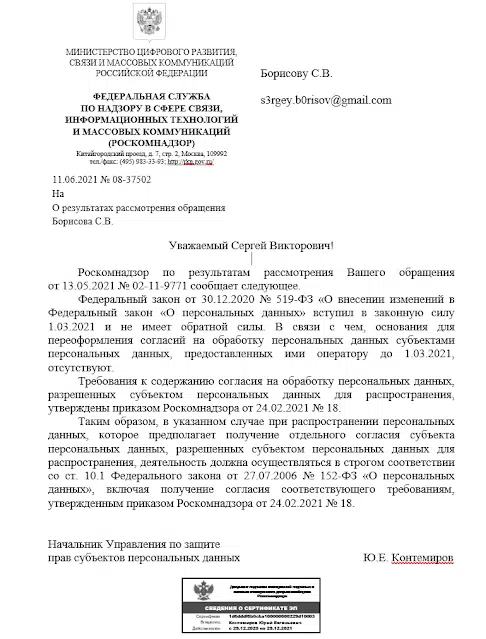 МИНИСТЕРСТВО ЦИФРОВОГО РАЗВИТИЯ,
СВЯЗИ И МАССОВЫХ КОММУНИКАЦИЙ
РОССИЙСКОЙ ФЕДЕРАЦИИ
ФЕДЕРАЛЬНАЯ СЛУЖБА
ПО НАДЗОРУ В СФЕРЕ СВЯЗИ,
ИНФОРМАЦИОННЫХ ТЕХНОЛОГИЙ
И МАССОВЫХ КОММУНИКАЦИЙ
(РОСКОМНАДЗОР)
Китайгородский проезд, д. 7, стр. 2, Москва, 109992
тел./факс: (495) 983-33-93; http://rkn.gov.ru/
Борисову С.В.
s3rgey.b0risov@gmail.com
11.06.2021 № 08-37502
На
О результатах рассмотрения обращения
Борисова С.В.
Уважаемый Сергей Викторович!
Роскомнадзор по результатам рассмотрения Вашего обращения
от 13.05.2021 № 02-11-9771 сообщает следующее.
Федеральный закон от 30.12.2020 № 519-ФЗ «О внесении изменений в
Федеральный закон «О персональных данных» вступил в законную силу
1.03.2021 и не имеет обратной силы. В связи с чем, основания для
переоформления согласий на обработку персональных данных субъектами
персональных данных, предоставленных ими оператору до 1.03.2021,
отсутствуют.
Требования к содержанию согласия на обработку персональных данных,
разрешенных субъектом персональных данных для распространения,
утверждены приказом Роскомнадзора от 24.02.2021 № 18.
Таким образом, в указанном случае при распространении персональных
данных, которое предполагает получение отдельного согласия субъекта
персональных данных, разрешенных субъектом персональных данных для
распространения, деятельность должна осуществляться в строгом соответствии
со ст. 10.1 Федерального закона от 27.07.2006 № 152-ФЗ «О персональных
данных», включая получение согласия соответствующего требованиям,
утвержденным приказом Роскомнадзора от 24.02.2021 № 18.
Начальник Управления по защите
прав субъектов персональных данных
Ю.Е. Контемиров
СВЕДЕНИЯ О СЕРТИФИКАТЕ ЭП
Сертификат
Владелец Контемиров Юрий Евгеньевич
Действителен с 29.12.2020 по 29.12.2021